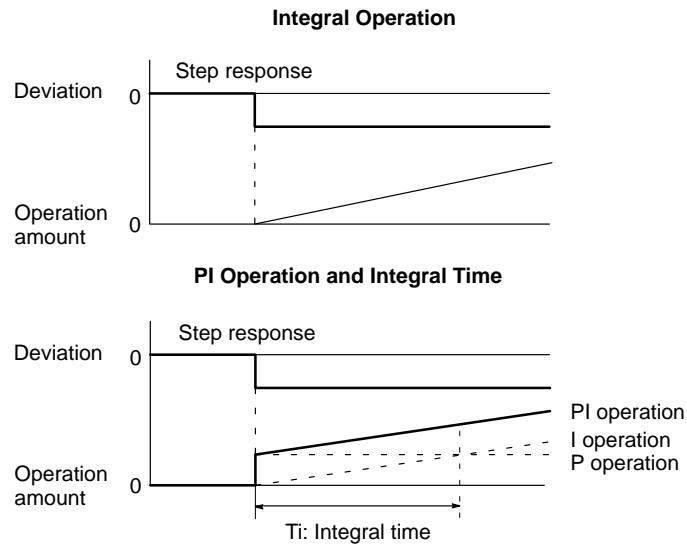 Integral Operation
Step response
Deviation 0
Operation
amount 0
PI Operation and Integral Time
Step response
Deviation 0
PI operation
I operation
P operation
Operation
amount 0
Ti: Integral time